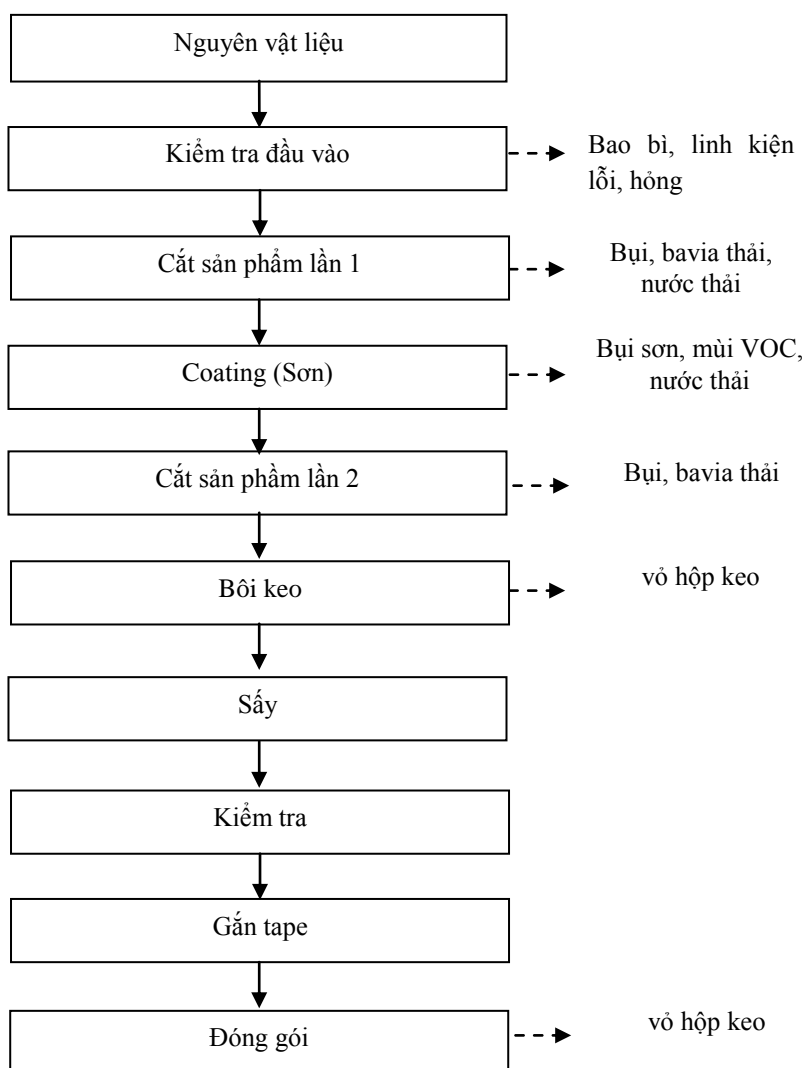 Nguyên vật liệu
Kiểm tra đầu vào
Bao bì, linh kiện
lỗi, hỏng
Cắt sản phẩm lần 1
Bụi, bavia thải,
nước thải
Coating (Sơn)
Bụi sơn, mùi VOC,
nước thải
Cắt sản phầm lần 2
Bụi, bavia thải
Bôi keo
vỏ hộp keo
Sấy
Kiểm tra
Gắn tape
Đóng gói
vỏ hộp keo